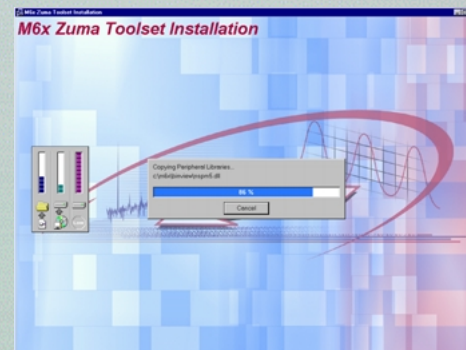 M6x Zuma Toolset Installation
M6x Zuma Toolset Installation
Copying Peripheral Libraries...
86 %
Cancel